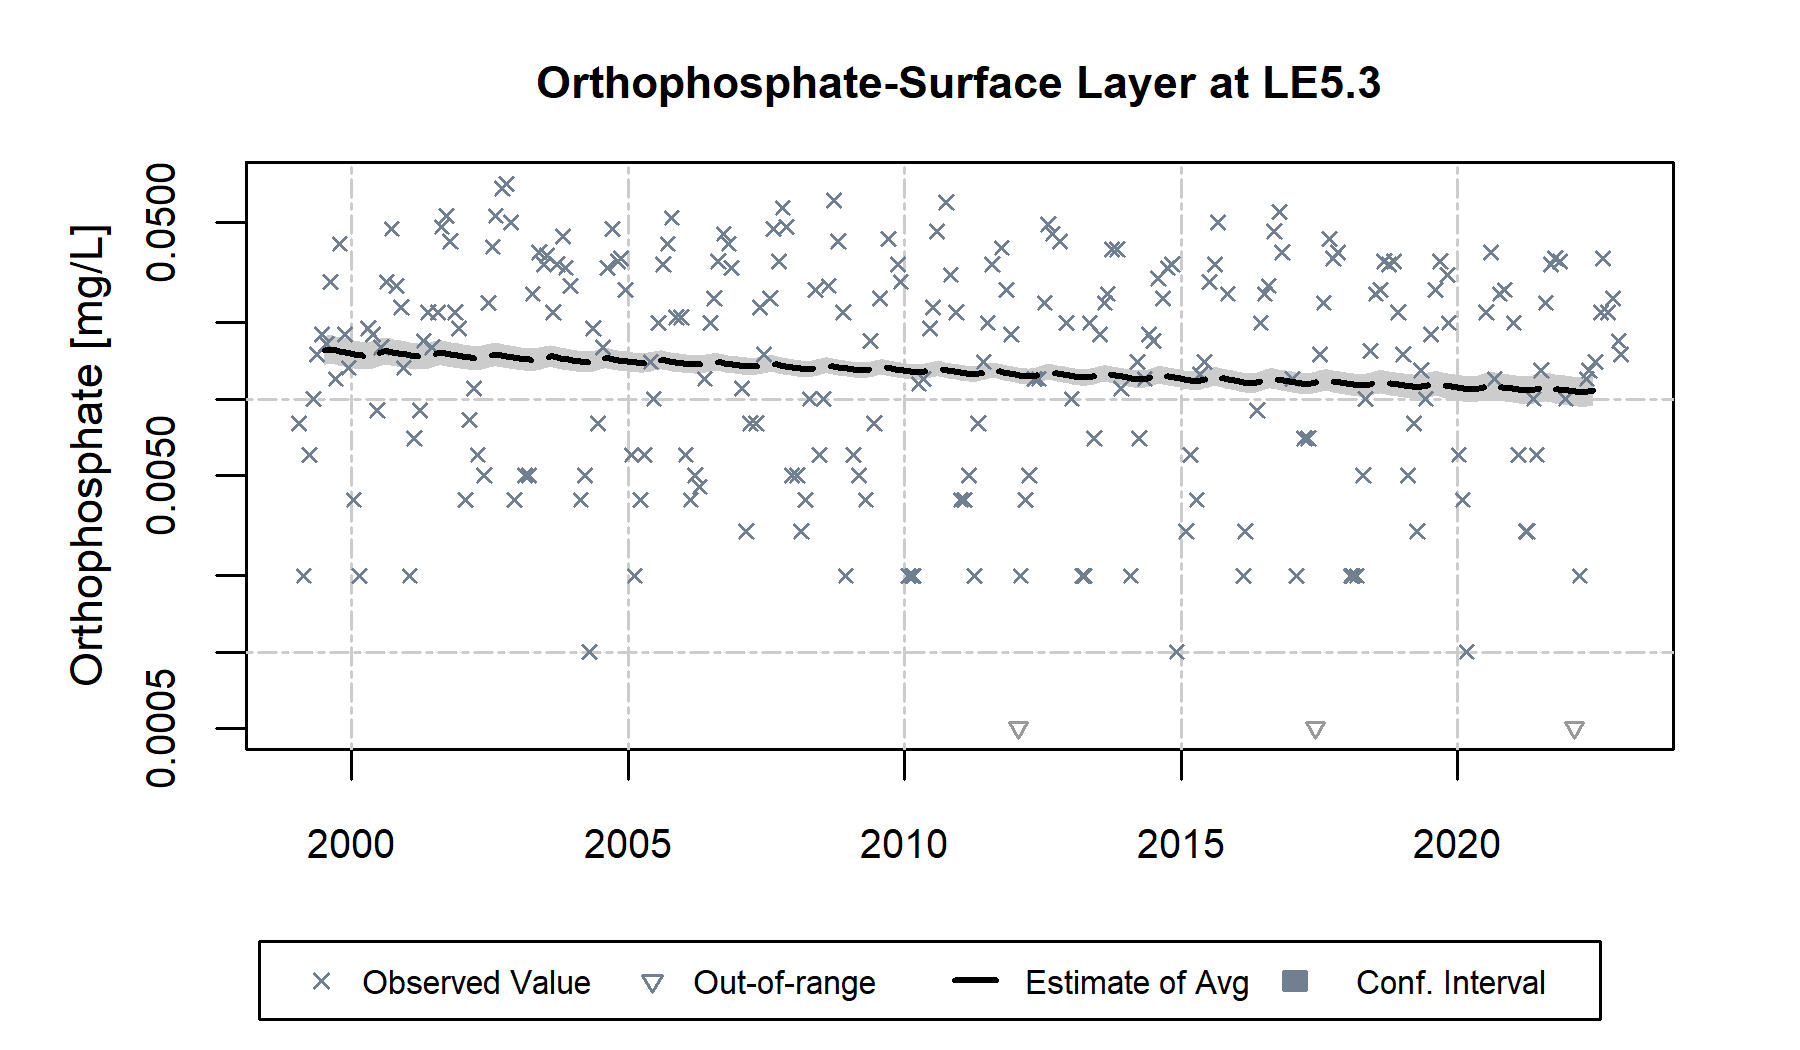 Orthophosphate-Surface Layer at LE5.3
Orthophosphate [mg/L]
0.0500
0.0050
0.0005
2000 2005 2010 2015 2020
Observed Value Out-of-range Estimate of Avg Conf. Interval